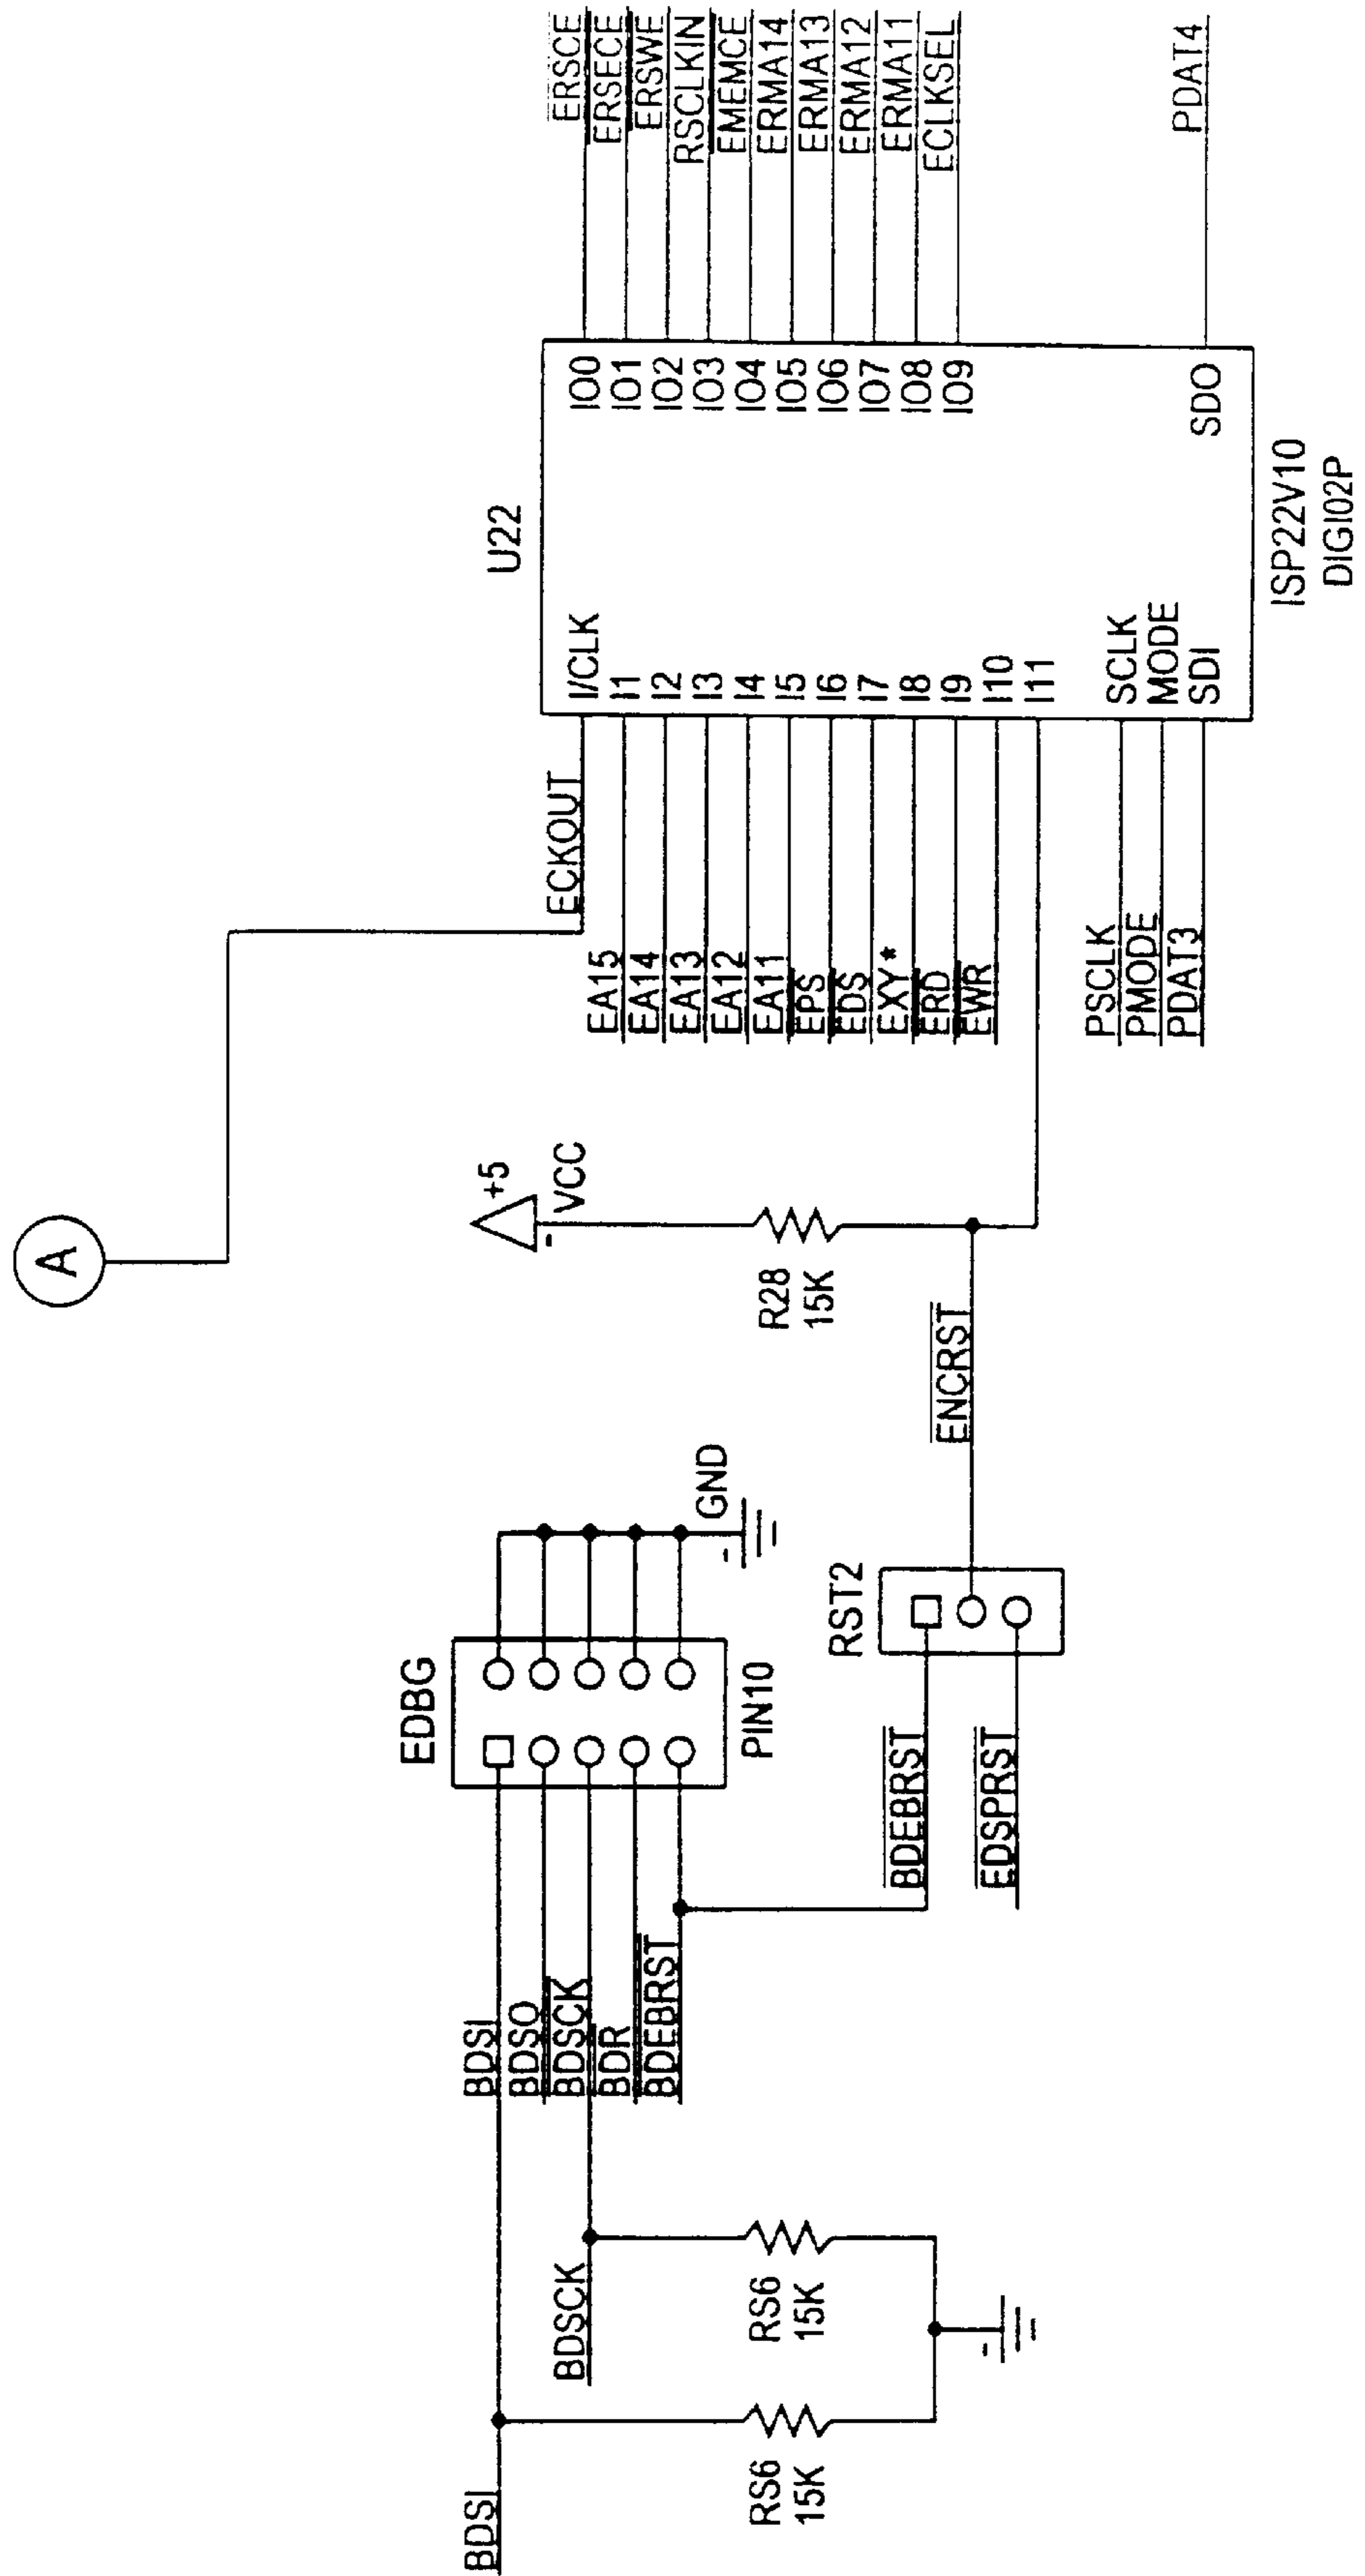 A
BDSI
BDSI
BDSCK
RS6
15K
RS6
15K
BDSI
BDSO
BDSCK
BDR
BDEBRST
EDBG
PIN10
GND
BDEBRST
EDSPRST
RST2
ENCRST
+5
VCC
R28
15K
ECKOUT
EA15
EA14
EA13
EA12
EA11
EPS
EDS
EXY*
ERD
EWR
PSCLK
PMODE
PDAT3
U22
I/CLK
I1
I2
I3
I4
I5
I6
I7
I8
I9
I10
I11
SCLK
MODE
SDI
IO0
IO1
IO2
IO3
IO4
IO5
IO6
IO7
IO8
IO9
SDO
ISP22V10
DIGI02P
ERSCE
ERSECE
ERSWE
RSCLKIN
EMEMCE
ERMA14
ERMA13
ERMA12
ERMA11
ECLKSEL
PDAT4